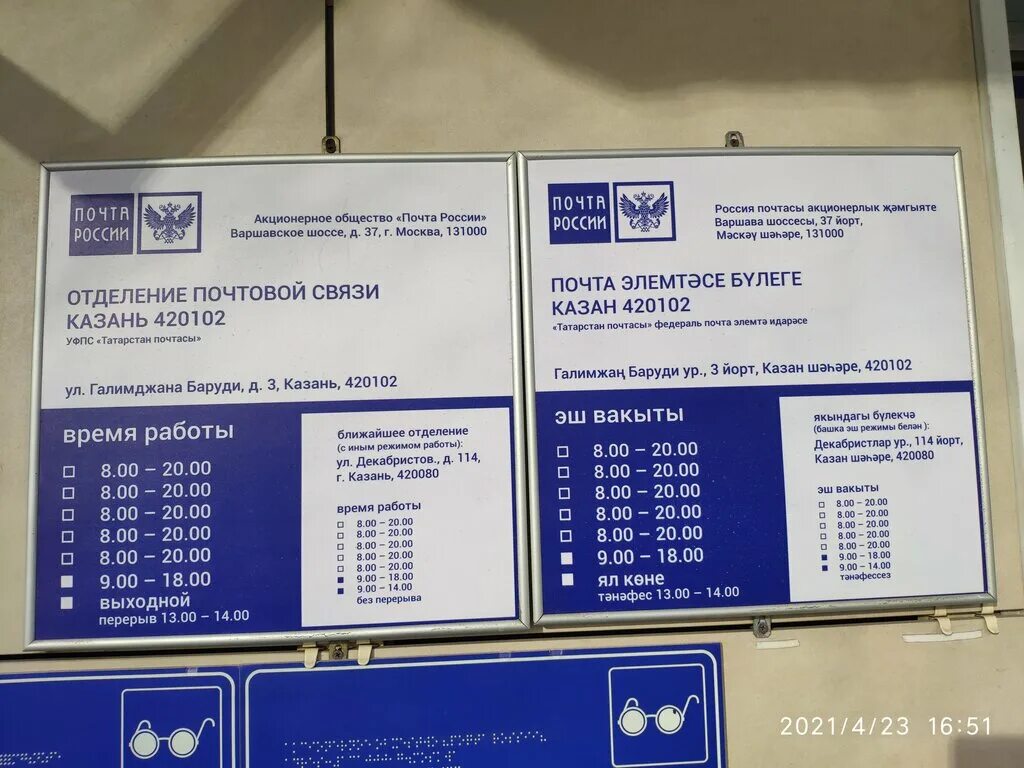 ПОЧТА
РОССИИ
Акционерное общество «Почта России»
Варшавское шоссе, д. 37, г. Москва, 131000
ОТДЕЛЕНИЕ ПОЧТОВОЙ СВЯЗИ
КАЗАНЬ 420102
УФПС «Татарстан почтасы»
ул. Галимджана Баруди, д. 3, Казань, 420102
время работы
8.00 – 20.00
8.00 – 20.00
8.00 – 20.00
8.00 – 20.00
8.00 – 20.00
9.00 – 18.00
выходной
перерыв 13.00 – 14.00
ближайшее отделение
(с иным режимом работы):
ул. Декабристов., д. 114,
г. Казань, 420080
время работы
8.00 – 20.00
8.00 – 20.00
8.00 – 20.00
8.00 – 20.00
8.00 – 20.00
9.00 – 18.00
9.00 – 14.00
без перерыва
ПОЧТА
РОССИИ
Россия почтасы акционерлык җәмгыяте
Варшава шоссесы, 37 йорт,
Мәскәү шәһәре, 131000
ПОЧТА ЭЛЕМТӘСЕ БҮЛЕГЕ
КАЗАН 420102
«Татарстан почтасы» федераль почта элемтә идарәсе
Галимжаң Баруди ур., 3 йорт, Казан шәһәре, 420102
эш вакыты
8.00 – 20.00
8.00 – 20.00
8.00 – 20.00
8.00 – 20.00
8.00 – 20.00
9.00 – 18.00
ял көне
тәнәфес 13.00 – 14.00
якындагы бүлекчә
(башка эш режимы белән ):
Декабристлар ур., 114 йорт,
Казан шәһәре, 420080
эш вакыты
8.00 – 20.00
8.00 – 20.00
8.00 – 20.00
8.00 – 20.00
8.00 – 20.00
9.00 – 18.00
9.00 – 14.00
тәнәфессез
2021/4/23 16:51